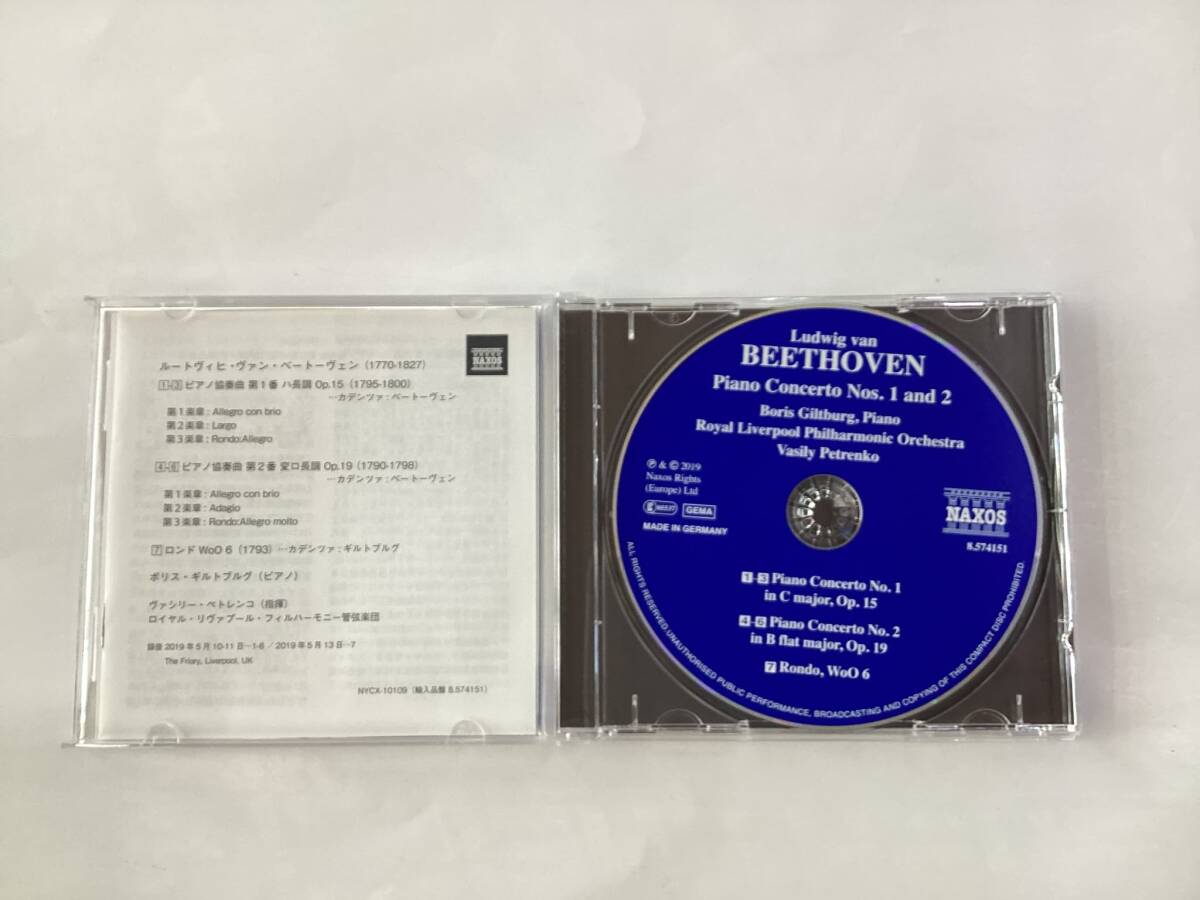 ルートヴィヒ・ヴァン・ベートーヴェン (1770-1827)
NAXOS
1-3 ピアノ協奏曲 第1番 ハ長調 Op.15 (1795-1800)
…カデンツァ:ベートーヴェン
第1楽章:Allegro con brio
第2楽章:Largo
第3楽章:Rondo:Allegro
4-6 ピアノ協奏曲 第2番 変ロ長調 Op.19 (1790-1798)
…カデンツァ:ベートーヴェン
第1楽章:Allegro con brio
第2楽章:Adagio
第3楽章:Rondo:Allegro molto
7 ロンド WoO 6 (1793) …カデンツァ:ギルトブルグ
ボリス・ギルトブルグ(ピアノ)
ヴァシリー・ペトレンコ(指揮)
ロイヤル・リヴァプール・フィルハーモニー管弦楽団
録音 2019年5月10-11日…1-6 / 2019年5月13日…7
The Friary, Liverpool, UK
NYCX-10109 (輸入品盤 8.574151)
Ludwig van
BEETHOVEN
Piano Concerto Nos. 1 and 2
Boris Giltburg, Piano
Royal Liverpool Philharmonic Orchestra
Vasily Petrenko
℗ & © 2019
Naxos Rights
(Europe) Ltd
GEMA
MADE IN GERMANY
NAXOS
8.574151
1-3 Piano Concerto No. 1
in C major, Op. 15
4-6 Piano Concerto No. 2
in B flat major, Op. 19
7 Rondo, WoO 6
ALL RIGHTS RESERVED. UNAUTHORISED PUBLIC PERFORMANCE, BROADCASTING AND COPYING OF THIS COMPACT DISC PROHIBITED.